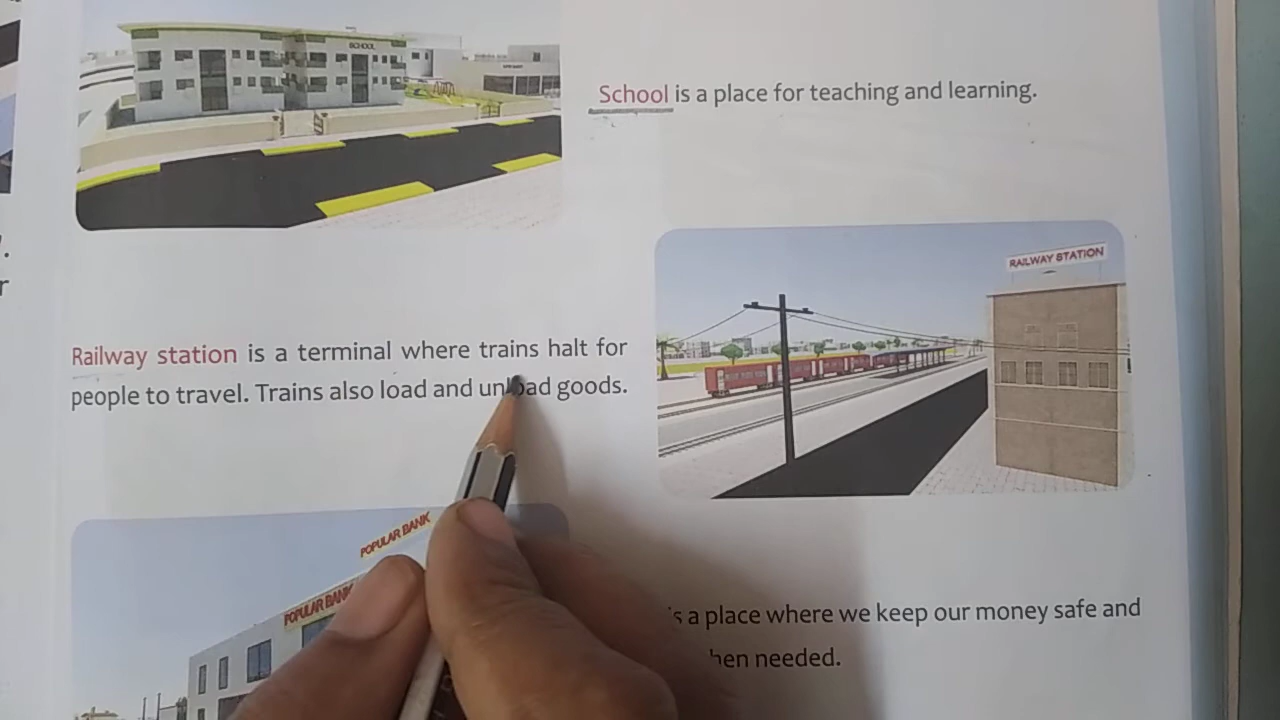 SCHOOL
School is a place for teaching and learning.
RAILWAY STATION
Railway station is a terminal where trains halt for
people to travel. Trains also load and unload goods.
POPULAR BANK
POPULAR BANK
is a place where we keep our money safe and
when needed.